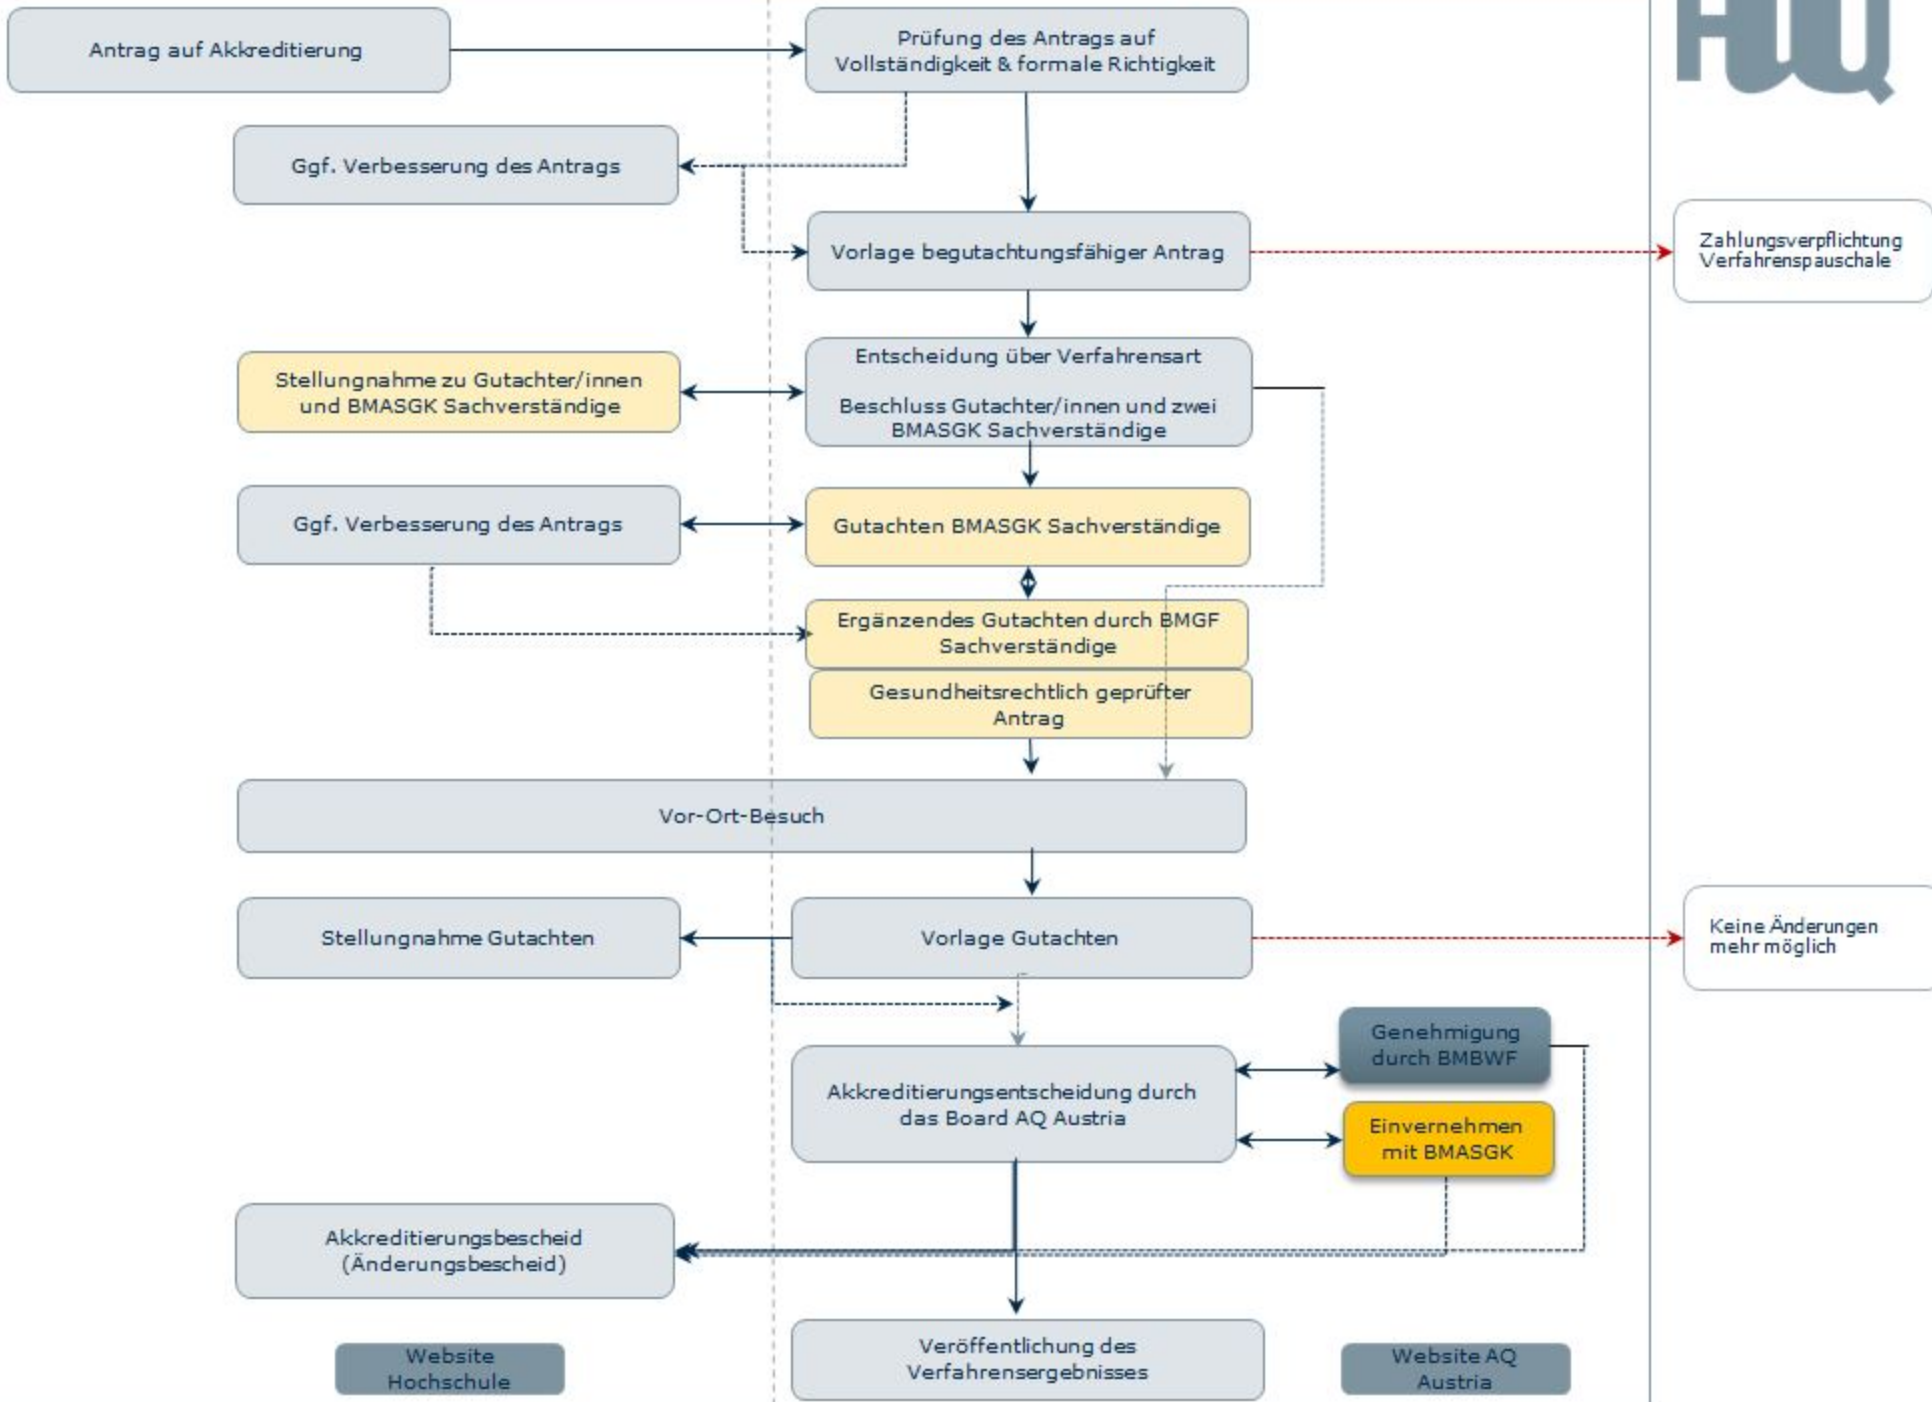 Antrag auf Akkreditierung
Prüfung des Antrags auf
Vollständigkeit & formale Richtigkeit
Ggf. Verbesserung des Antrags
Vorlage begutachtungsfähiger Antrag
Zahlungsverpflichtung
Verfahrenspauschale
Stellungnahme zu Gutachter/innen
und BMASGK Sachverständige
Entscheidung über Verfahrensart
Beschluss Gutachter/innen und zwei
BMASGK Sachverständige
Ggf. Verbesserung des Antrags
Gutachten BMASGK Sachverständige
Ergänzendes Gutachten durch BMGF
Sachverständige
Gesundheitsrechtlich geprüfter
Antrag
Vor-Ort-Besuch
Stellungnahme Gutachten
Vorlage Gutachten
Keine Änderungen
mehr möglich
Genehmigung
durch BMBWF
Akkreditierungsentscheidung durch
das Board AQ Austria
Einvernehmen
mit BMASGK
Akkreditierungsbescheid
(Änderungsbescheid)
Veröffentlichung des
Verfahrensergebnisses
Website
Hochschule
Website AQ
Austria